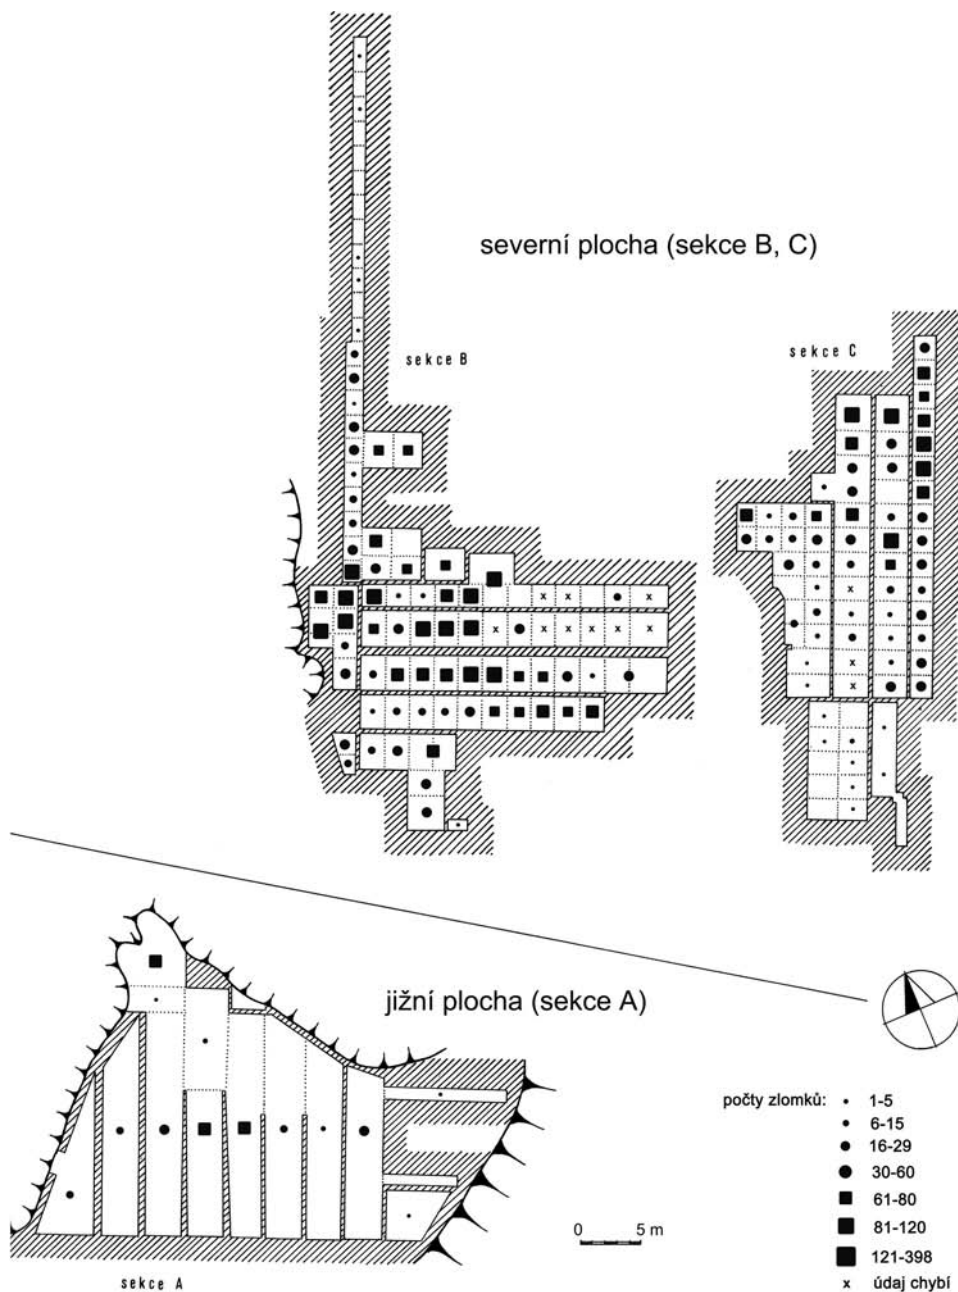 severní plocha (sekce B, C)
sekce B
sekce C
jižní plocha (sekce A)
počty zlomků:
1-5
6-15
16-29
30-60
61-80
81-120
121-398
x údaj chybí
0 5 m
sekce A